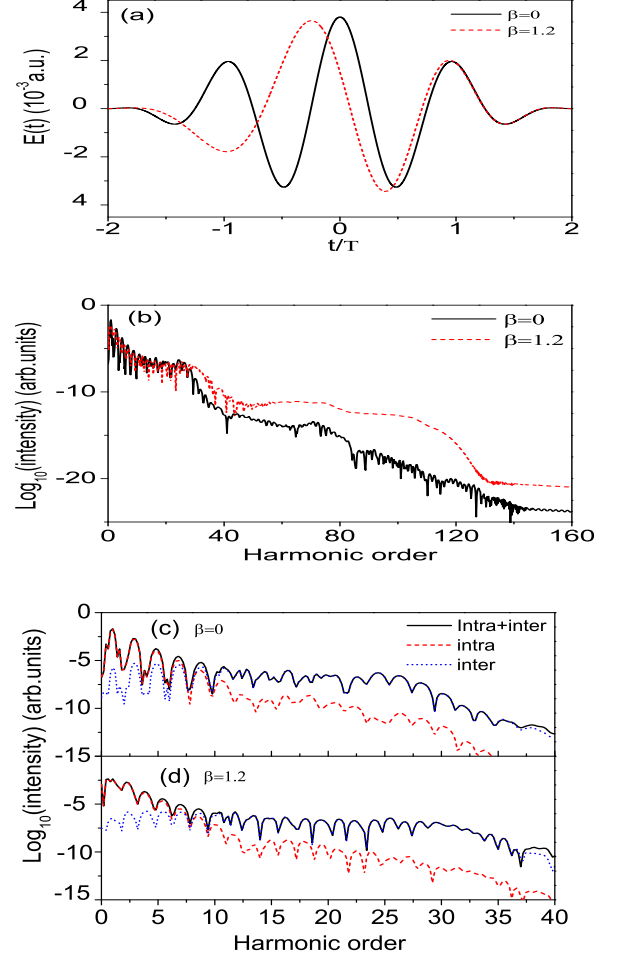 (a)
β=0
β=1.2
4
2
0
-2
4
E(t) (10⁻³a.u.)
-2 -1 0 1 2
t/T
(b)
β=0
β=1.2
0
-10
-20
Log₁₀(intensity) (arb.units)
0 40 80 120 160
Harmonic order
(c) β=0
Intra+inter
intra
inter
0
-5
-10
-15
(d) β=1.2
-5
-10
-15
Log₁₀(intensity) (arb.units)
0 5 10 15 20 25 30 35 40
Harmonic order